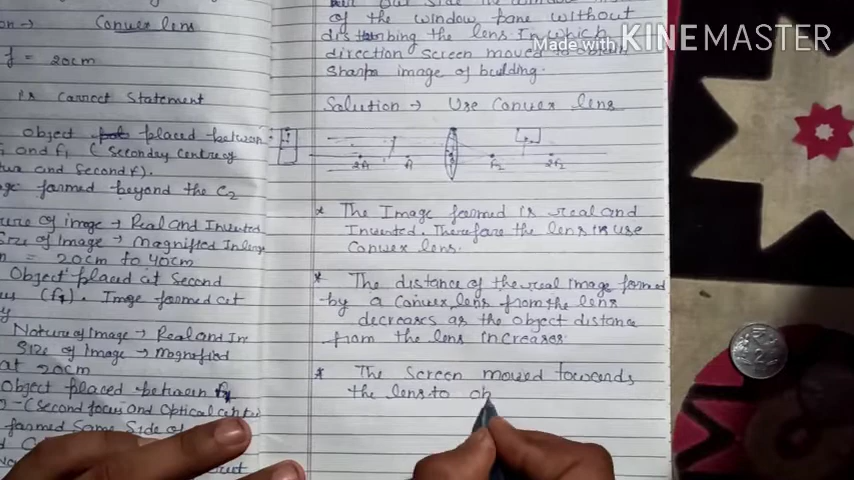 Convex lens
f = 20cm
is Correct Statement
Object placed between
and f1 (Secondary Centre of
and Second f).
formed beyond the C2
of image → Real and Inverted
Size of Image → Magnified
= 20cm to 40cm
Object placed at Second
(f1). Image formed at
Nature of Image → Real and In
Size of Image → Magnified
at 20cm
Object placed between f1
(Second focus and Optical
formed Same Side of
out side the window
of the window pane without
disturbing the lens. In which
direction screen moved to obtain
sharp image of building.
Made with KINEMASTER
Solution → Use Convex lens
2f1 f1 f2 2f2
* The Image formed is real and
Inverted. Therefore the lens is use
Convex lens.
* The distance of the real image formed
by a convex lens from the lens
decreases as the object distance
from the lens increases
* The Screen moved towards
the lens to ob